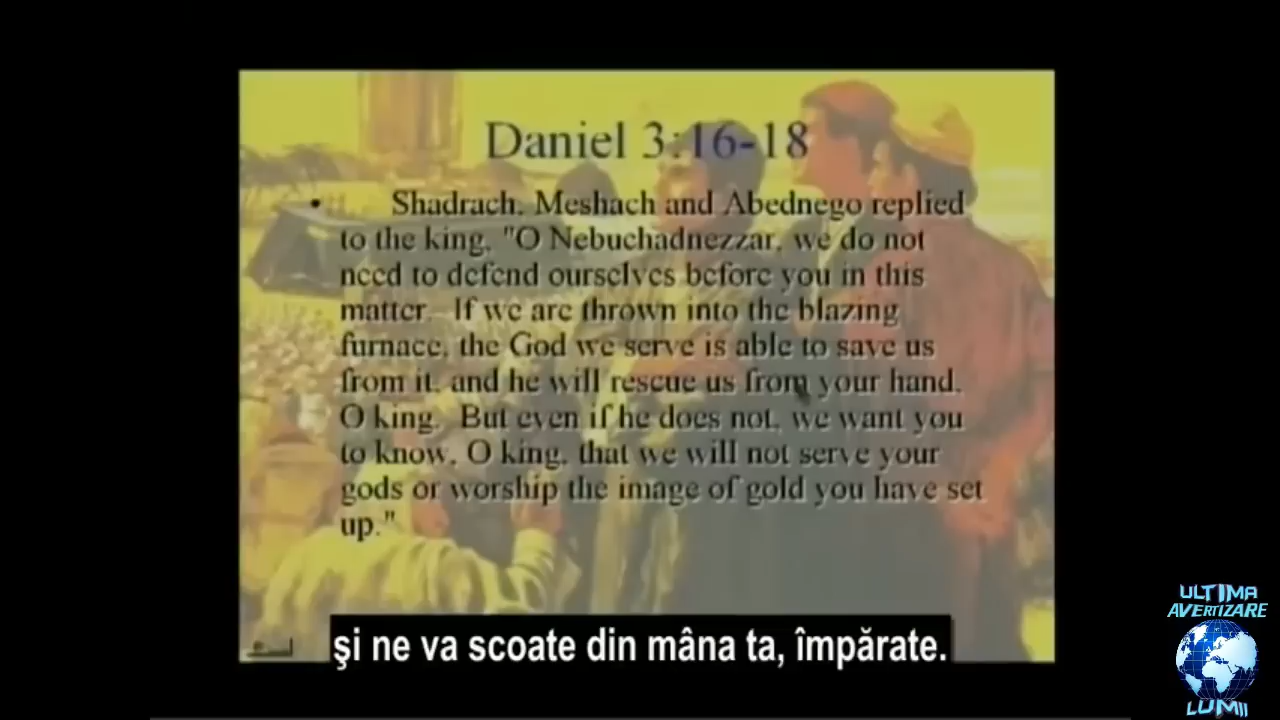 Daniel 3:16-18
• Shadrach, Meshach and Abednego replied
to the king, "O Nebuchadnezzar, we do not
need to defend ourselves before you in this
matter. If we are thrown into the blazing
furnace, the God we serve is able to save us
from it, and he will rescue us from your hand,
O king. But even if he does not, we want you
to know, O king, that we will not serve your
gods or worship the image of gold you have set
up."
şi ne va scoate din mâna ta, împărate.
ULTIMA
AVERTIZARE
LUMII